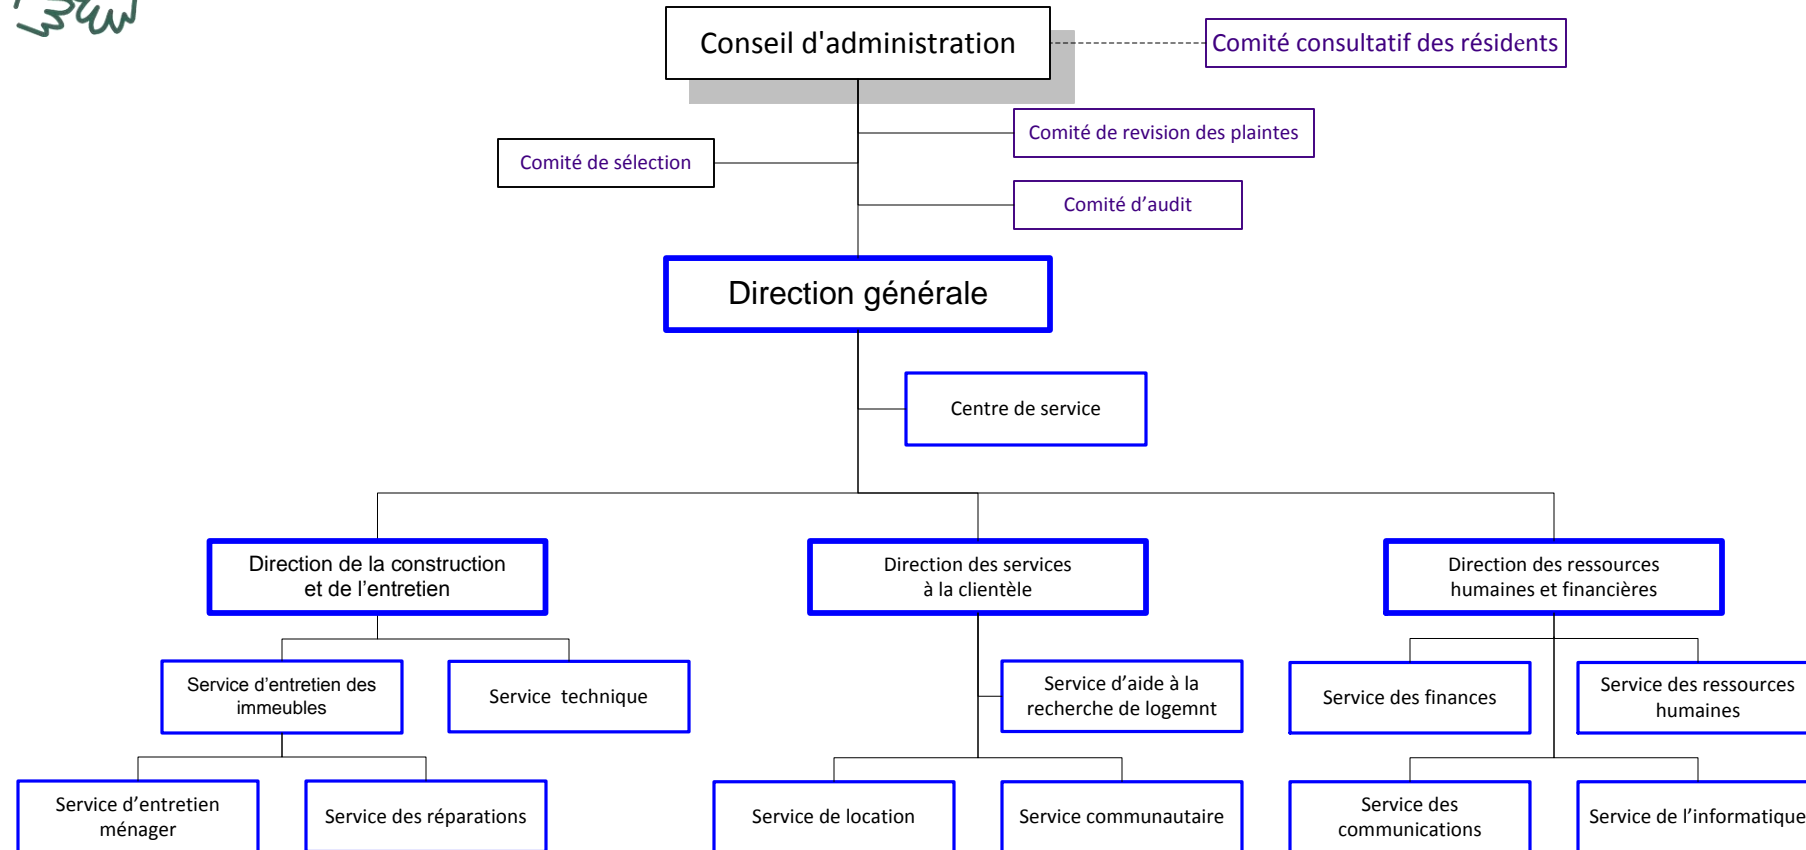 Conseil d'administration
Comité consultatif des résidents
Comité de revision des plaintes
Comité de sélection
Comité d’audit
Direction générale
Centre de service
Direction de la construction
et de l’entretien
Direction des services
à la clientèle
Direction des ressources
humaines et financières
Service d’entretien des
immeubles
Service technique
Service d’aide à la
recherche de logemnt
Service des finances
Service des ressources
humaines
Service d’entretien
ménager
Service des réparations
Service de location
Service communautaire
Service des
communications
Service de l’informatique